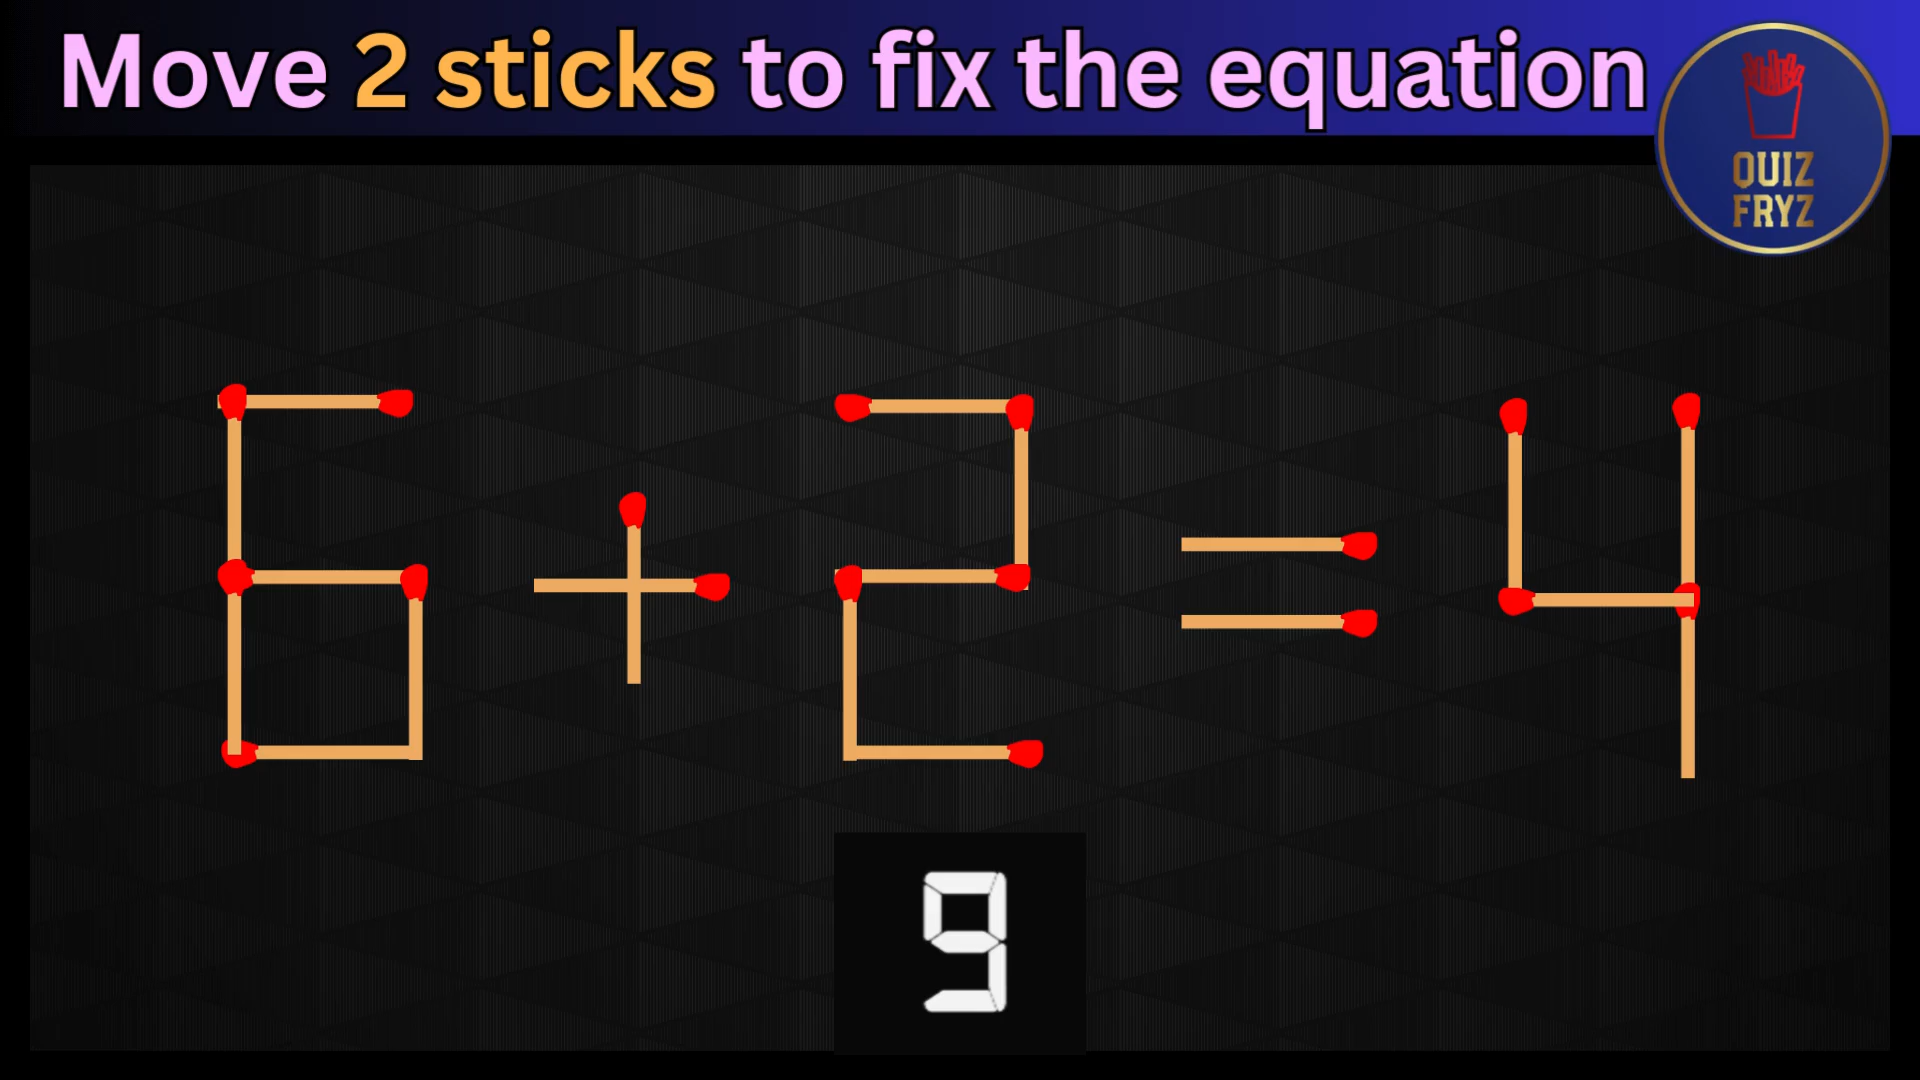 Move 2 sticks to fix the equation
QUIZ
FRYZ
6 + 2 = 4
9